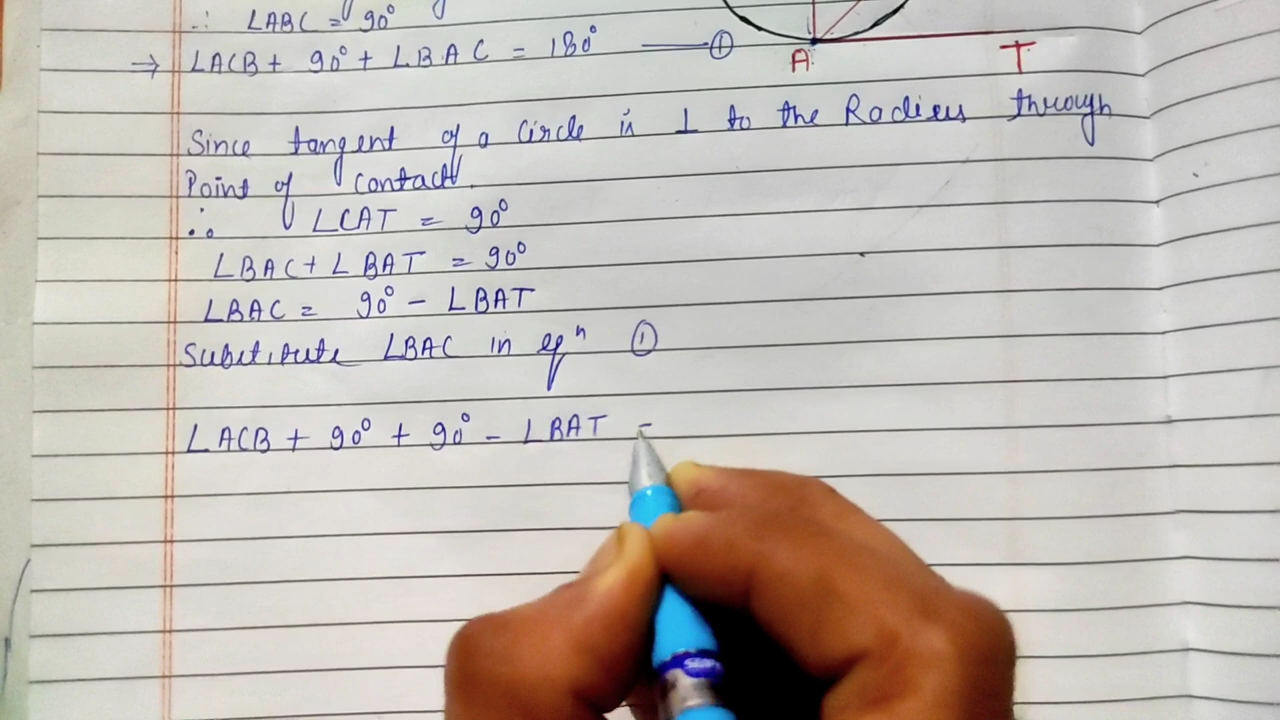 ∴ ∠ABC = 90°
⇒ ∠ACB + 90° + ∠BAC = 180° —— ①
A
T
Since tangent of a Circle is ⊥ to the Radius through
Point of Contact.
∴ ∠CAT = 90°
∠BAC + ∠BAT = 90°
∠BAC = 90° - ∠BAT
Substitute ∠BAC in eqⁿ ①
∠ACB + 90° + 90° - ∠BAT =